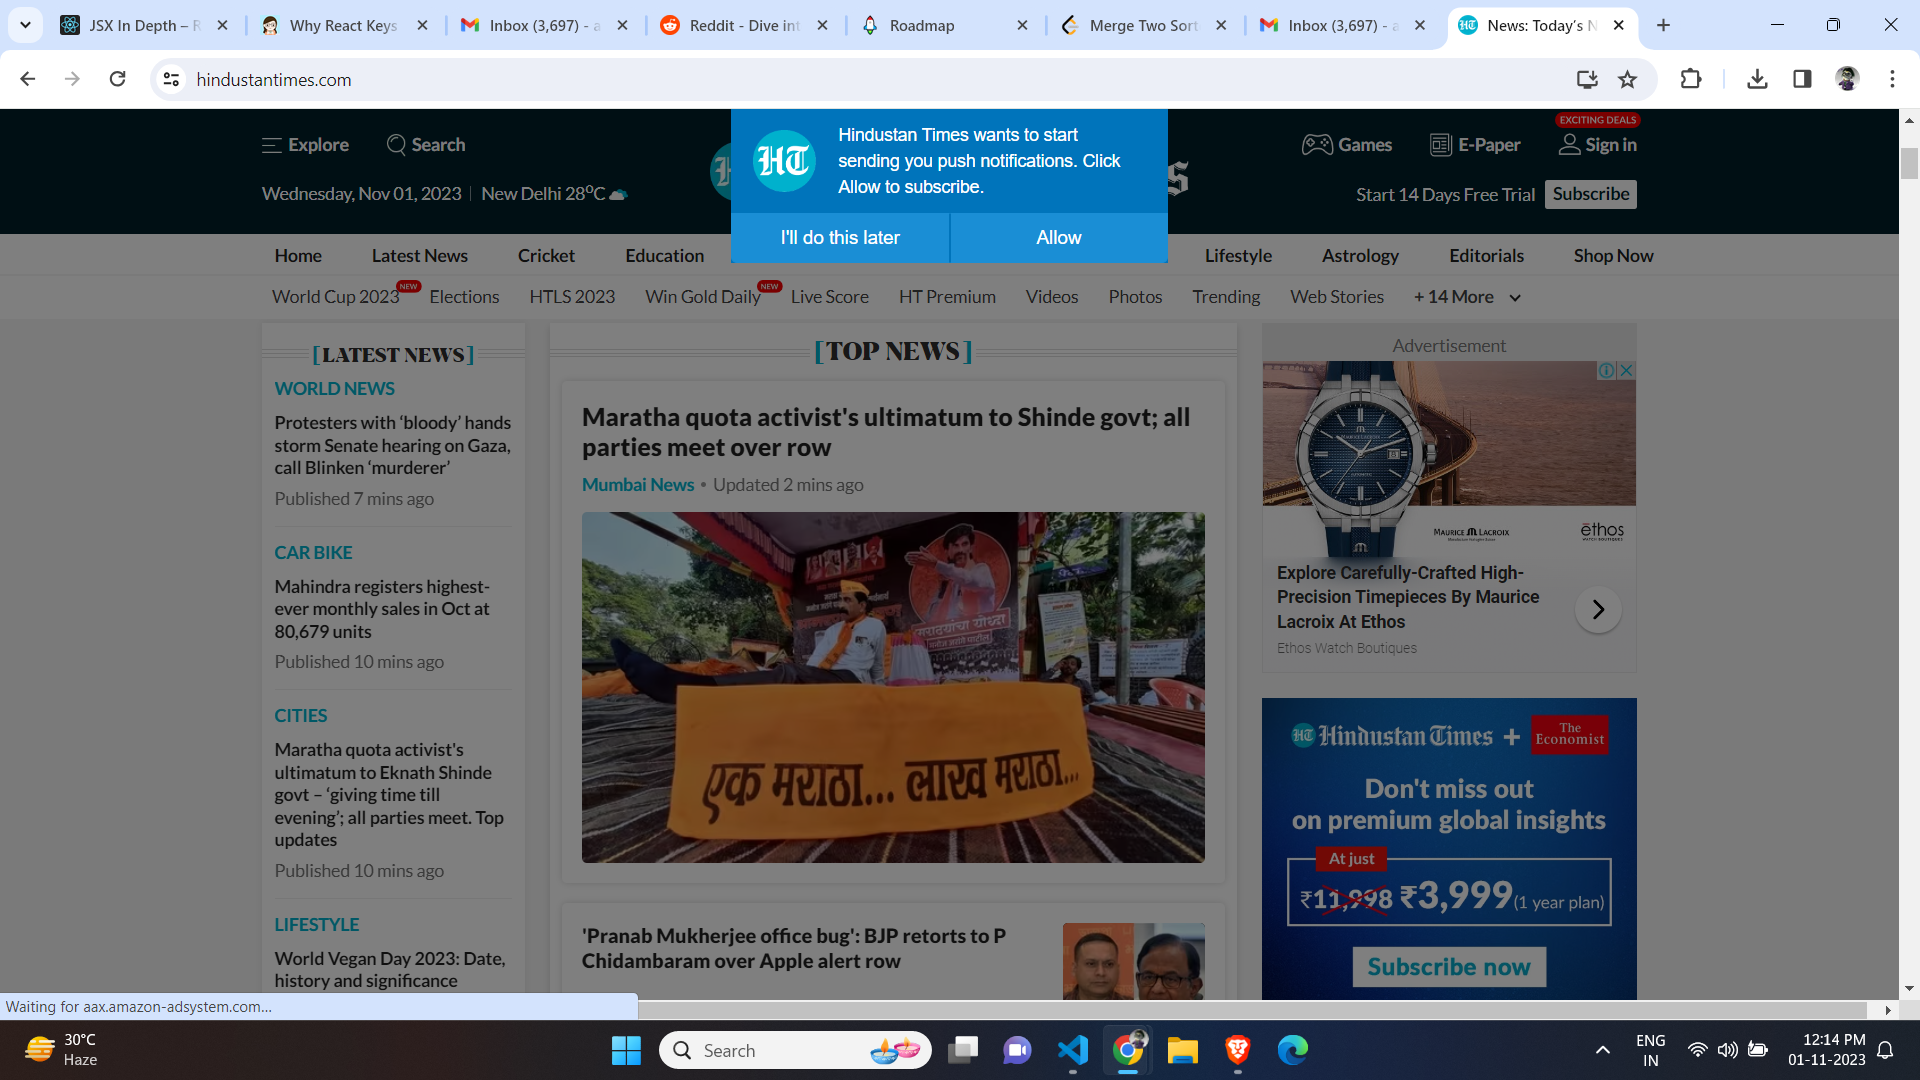 JSX In Depth – R
Why React Keys
Inbox (3,697) - a
Reddit - Dive int
Roadmap
Merge Two Sort
Inbox (3,697) - a
News: Today's N
hindustantimes.com
Explore
Search
Hindustan Times wants to start
sending you push notifications. Click
Allow to subscribe.
I'll do this later
Allow
HT
Games
E-Paper
EXCITING DEALS
Sign in
Wednesday, Nov 01, 2023
New Delhi 28⁰C
Start 14 Days Free Trial
Subscribe
Home
Latest News
Cricket
Education
Lifestyle
Astrology
Editorials
Shop Now
World Cup 2023
NEW
Elections
HTLS 2023
Win Gold Daily
NEW
Live Score
HT Premium
Videos
Photos
Trending
Web Stories
+ 14 More
[LATEST NEWS]
WORLD NEWS
Protesters with ‘bloody’ hands
storm Senate hearing on Gaza,
call Blinken ‘murderer’
Published 7 mins ago
CAR BIKE
Mahindra registers highest-
ever monthly sales in Oct at
80,679 units
Published 10 mins ago
CITIES
Maratha quota activist's
ultimatum to Eknath Shinde
govt – ‘giving time till
evening’; all parties meet. Top
updates
Published 10 mins ago
LIFESTYLE
World Vegan Day 2023: Date,
history and significance
[TOP NEWS]
Maratha quota activist's ultimatum to Shinde govt; all
parties meet over row
Mumbai News • Updated 2 mins ago
मराठ्यांचा योध्दा
एक मराठा... लाख मराठा...
'Pranab Mukherjee office bug': BJP retorts to P
Chidambaram over Apple alert row
Advertisement
MAURICE LACROIX
ethos
WATCH BOUTIQUES
Explore Carefully-Crafted High-
Precision Timepieces By Maurice
Lacroix At Ethos
Ethos Watch Boutiques
HT Hindustan Times + The
Economist
Don't miss out
on premium global insights
At just
₹11,998 ₹3,999 (1 year plan)
Subscribe now
Waiting for aax.amazon-adsystem.com...
30°C
Haze
Search
ENG
IN
12:14 PM
01-11-2023